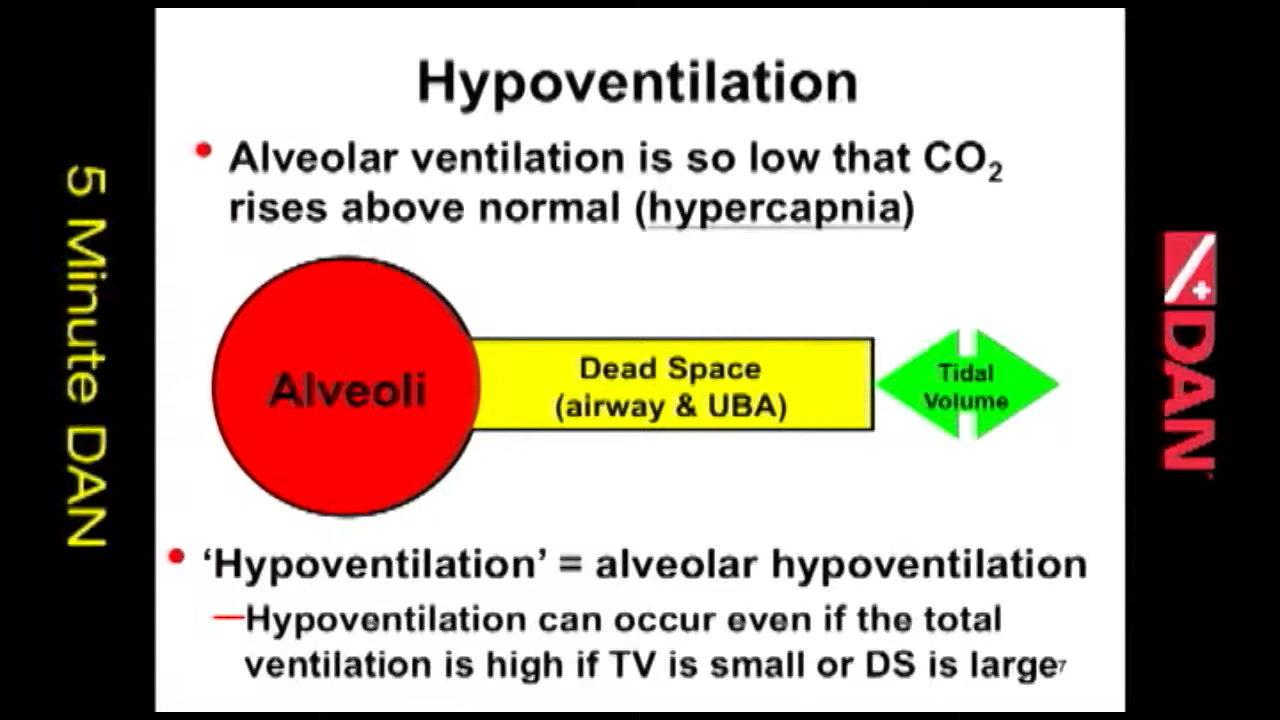 Hypoventilation
• Alveolar ventilation is so low that CO₂
rises above normal (hypercapnia)
Alveoli
Dead Space
(airway & UBA)
Tidal
Volume
• ‘Hypoventilation’ = alveolar hypoventilation
—Hypoventilation can occur even if the total
ventilation is high if TV is small or DS is large
7
5 Minute DAN
DAN